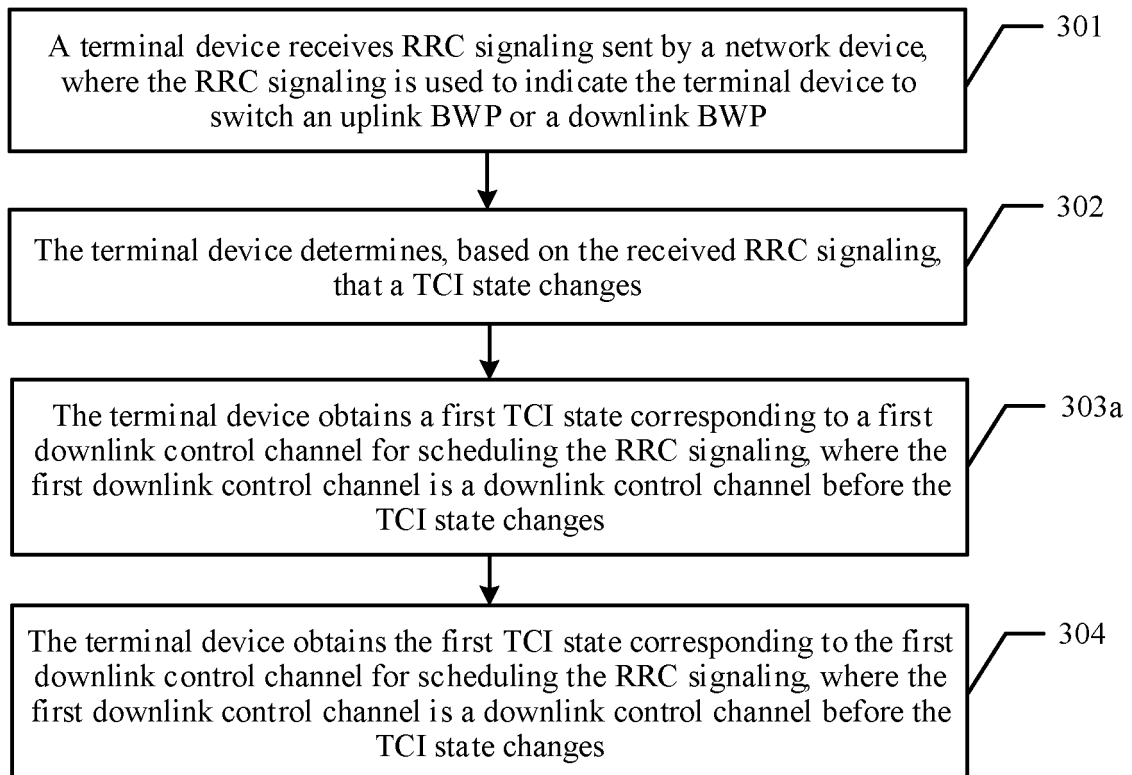 A terminal device receives RRC signaling sent by a network device,
where the RRC signaling is used to indicate the terminal device to
switch an uplink BWP or a downlink BWP
301
The terminal device determines, based on the received RRC signaling,
that a TCI state changes
302
The terminal device obtains a first TCI state corresponding to a first
downlink control channel for scheduling the RRC signaling, where the
first downlink control channel is a downlink control channel before the
TCI state changes
303a
The terminal device obtains the first TCI state corresponding to the first
downlink control channel for scheduling the RRC signaling, where the
first downlink control channel is a downlink control channel before the
TCI state changes
304